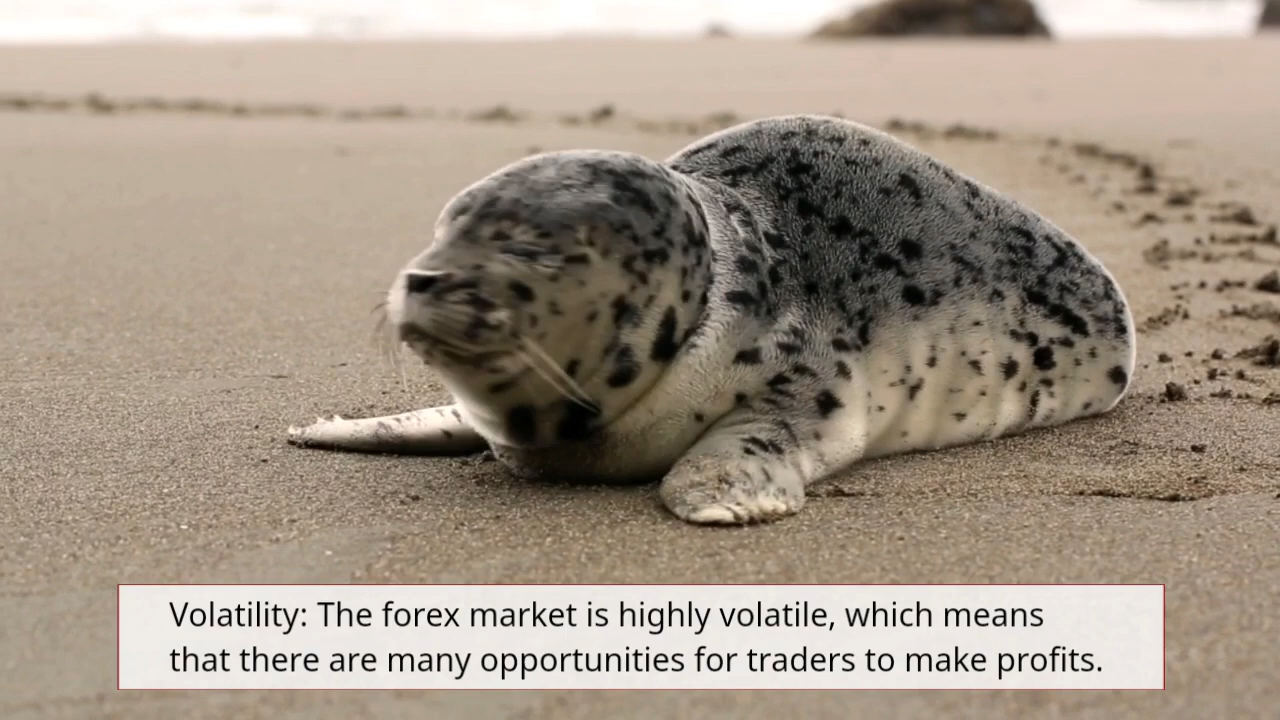 Volatility: The forex market is highly volatile, which means
that there are many opportunities for traders to make profits.